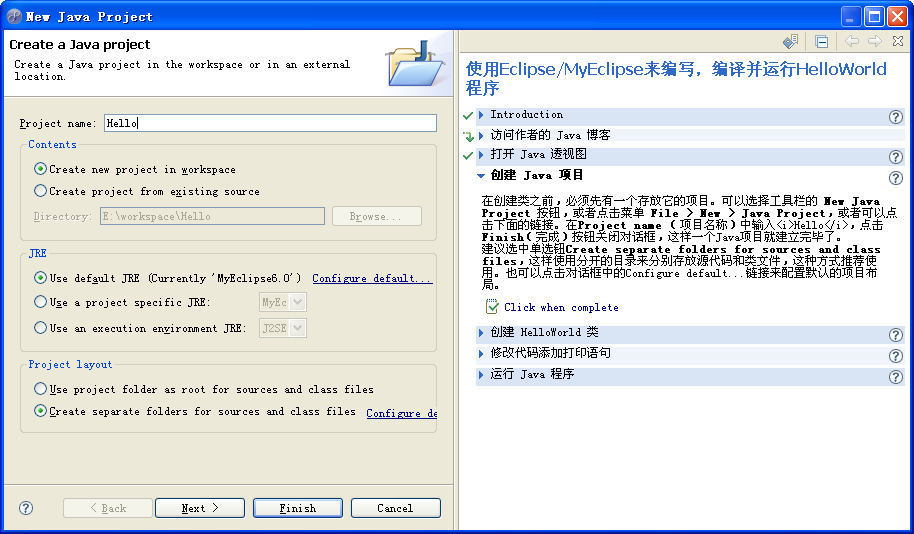 New Java Project
Create a Java project
Create a Java project in the workspace or in an external
location.
Project name: Hello
Contents
Create new project in workspace
Create project from existing source
Directory: E:\workspace\Hello Browse...
JRE
Use default JRE (Currently 'MyEclipse6.0') Configure default...
Use a project specific JRE: MyEc
Use an execution environment JRE: J2SE
Project layout
Use project folder as root for sources and class files
Create separate folders for sources and class files Configure de
? < Back Next > Finish Cancel
使用Eclipse/MyEclipse来编写，编译并运行HelloWorld
程序
Introduction ?
访问作者的 Java 博客
打开 Java 透视图 ?
创建 Java 项目 ?
在创建类之前，必须先有一个存放它的项目。可以选择工具栏的 New Java
Project 按钮，或者点击菜单 File > New > Java Project，或者可以点
击下面的链接。在Project name（项目名称）中输入<i>Hello</i>，点击
Finish（完成）按钮关闭对话框，这样一个Java项目就建立完毕了。
建议选中单选钮Create separate folders for sources and class
files，这样使用分开的目录来分别存放源代码和类文件，这种方式推荐使
用。也可以点击对话框中的Configure default...链接来配置默认的项目布
局。
Click when complete
创建 HelloWorld 类 ?
修改代码添加打印语句 ?
运行 Java 程序 ?